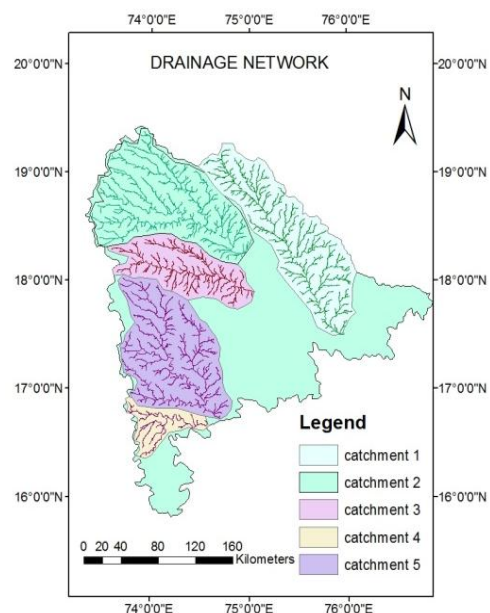 74°0'0"E 75°0'0"E 76°0'0"E
20°0'0"N 20°0'0"N
DRAINAGE NETWORK
N
19°0'0"N 19°0'0"N
18°0'0"N 18°0'0"N
17°0'0"N 17°0'0"N
Legend
catchment 1
catchment 2
16°0'0"N 16°0'0"N
catchment 3
catchment 4
0 20 40 80 120 160
Kilometers
catchment 5
74°0'0"E 75°0'0"E 76°0'0"E